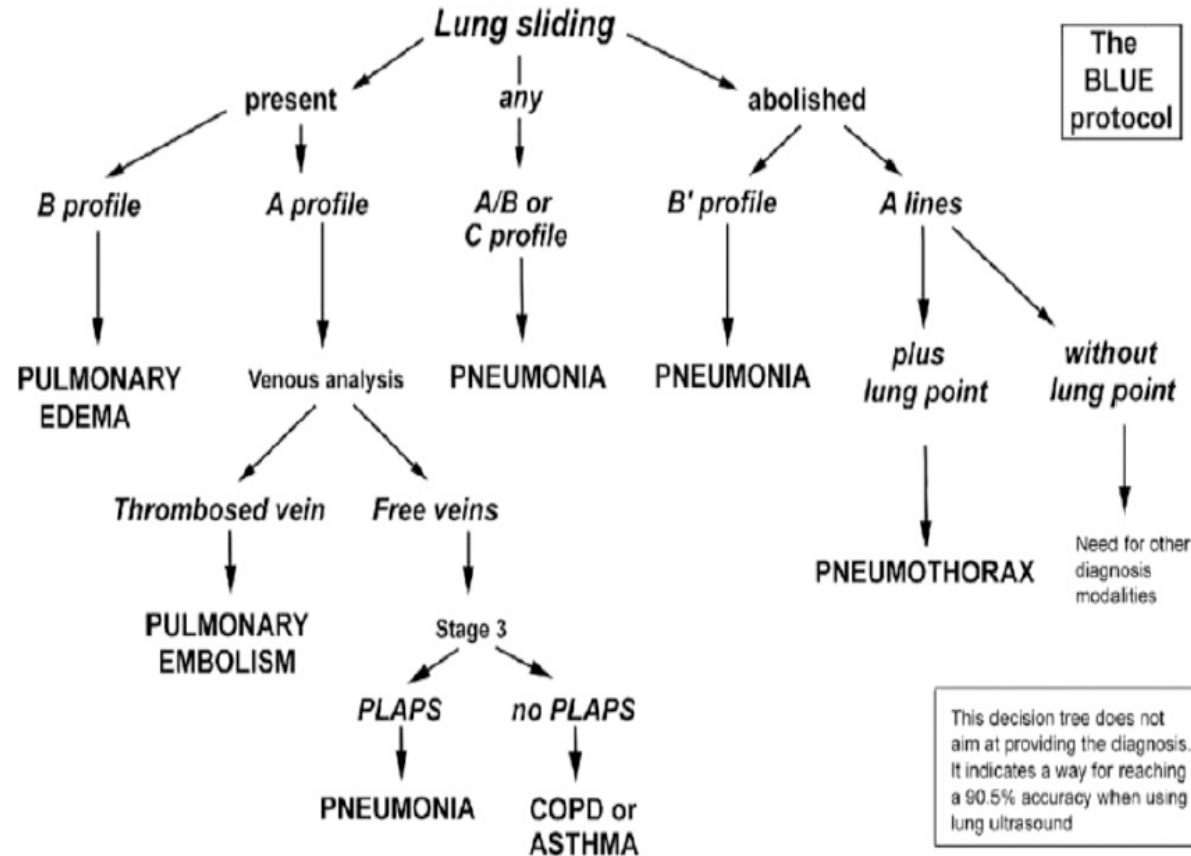 Lung sliding
The
BLUE
protocol
present
any
abolished
B profile
A profile
A/B or
C profile
B' profile
A lines
PULMONARY
EDEMA
Venous analysis
PNEUMONIA
PNEUMONIA
plus
lung point
without
lung point
Thrombosed vein
Free veins
PULMONARY
EMBOLISM
Stage 3
PNEUMOTHORAX
Need for other
diagnosis
modalities
PLAPS
no PLAPS
PNEUMONIA
COPD or
ASTHMA
This decision tree does not
aim at providing the diagnosis.
It indicates a way for reaching
a 90.5% accuracy when using
lung ultrasound